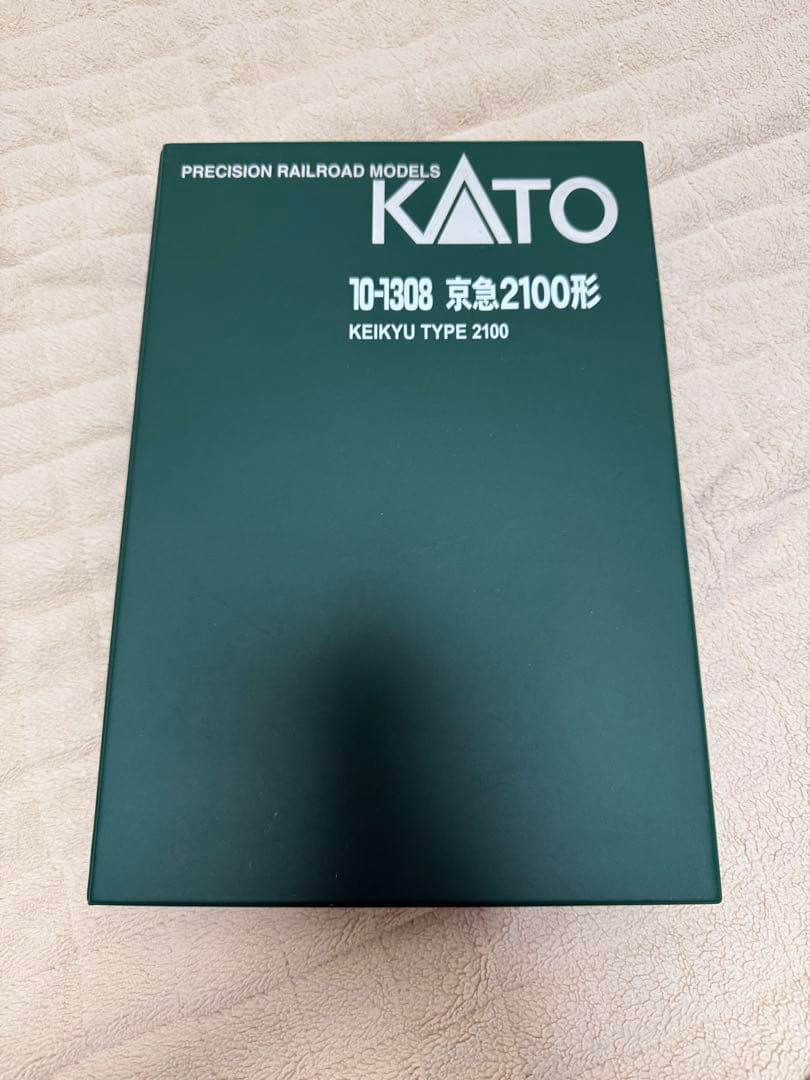 PRECISION RAILROAD MODELS
KATO
10-1308 京急2100形
KEIKYU TYPE 2100